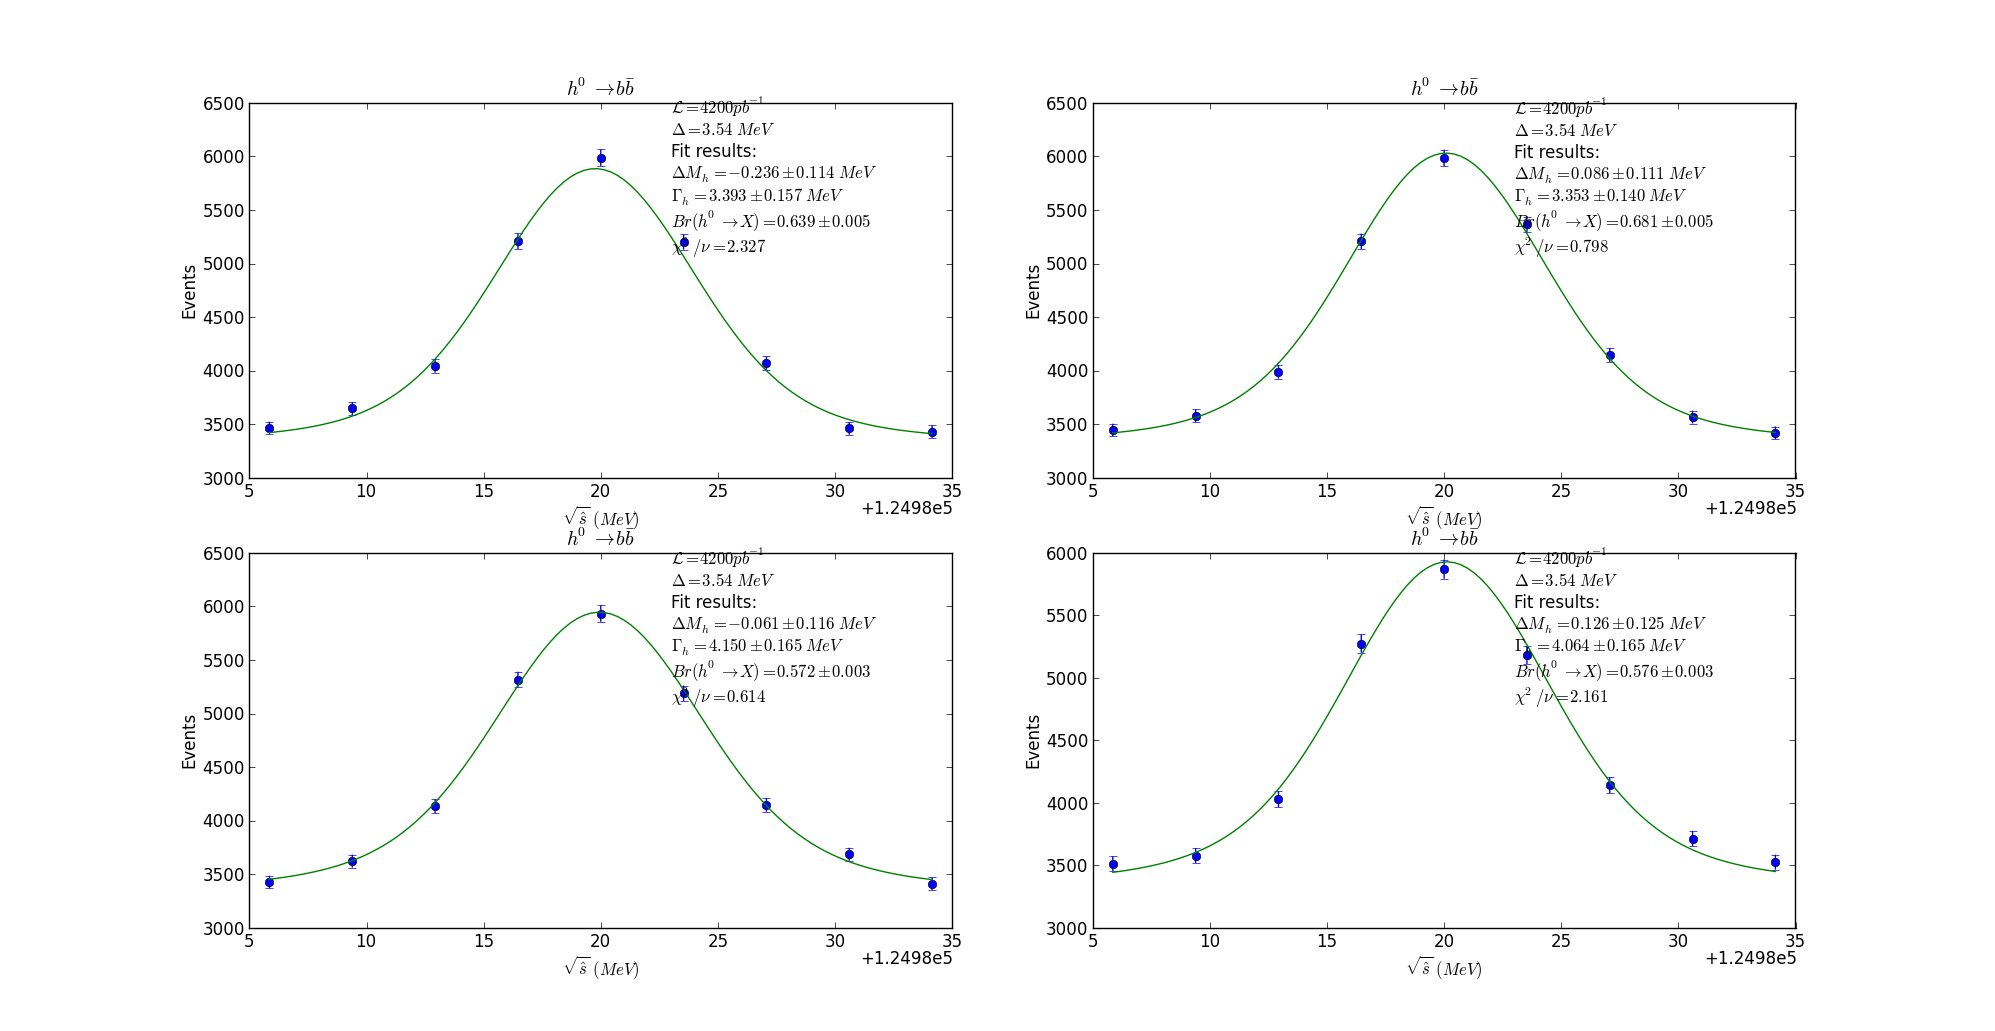 h⁰ → bb̄
6500
6000
5500
5000
4500
4000
3500
3000
Events
ℒ = 4200pb⁻¹
Δ = 3.54 MeV
Fit results:
ΔM_h = −0.236 ± 0.114 MeV
Γ_h = 3.393 ± 0.157 MeV
Br(h⁰ → X) = 0.639 ± 0.005
χ² /ν = 2.327
5 10 15 20 25 30 35
+1.2498e5
√ŝ (MeV)
h⁰ → bb̄
6500
6000
5500
5000
4500
4000
3500
3000
Events
ℒ = 4200pb⁻¹
Δ = 3.54 MeV
Fit results:
ΔM_h = 0.086 ± 0.111 MeV
Γ_h = 3.353 ± 0.140 MeV
Br(h⁰ → X) = 0.681 ± 0.005
χ² /ν = 0.798
5 10 15 20 25 30 35
+1.2498e5
√ŝ (MeV)
h⁰ → bb̄
6500
6000
5500
5000
4500
4000
3500
3000
Events
ℒ = 4200pb⁻¹
Δ = 3.54 MeV
Fit results:
ΔM_h = −0.061 ± 0.116 MeV
Γ_h = 4.150 ± 0.165 MeV
Br(h⁰ → X) = 0.572 ± 0.003
χ² /ν = 0.614
5 10 15 20 25 30 35
+1.2498e5
√ŝ (MeV)
h⁰ → bb̄
6000
5500
5000
4500
4000
3500
3000
Events
ℒ = 4200pb⁻¹
Δ = 3.54 MeV
Fit results:
ΔM_h = 0.126 ± 0.125 MeV
Γ_h = 4.064 ± 0.165 MeV
Br(h⁰ → X) = 0.576 ± 0.003
χ² /ν = 2.161
5 10 15 20 25 30 35
+1.2498e5
√ŝ (MeV)